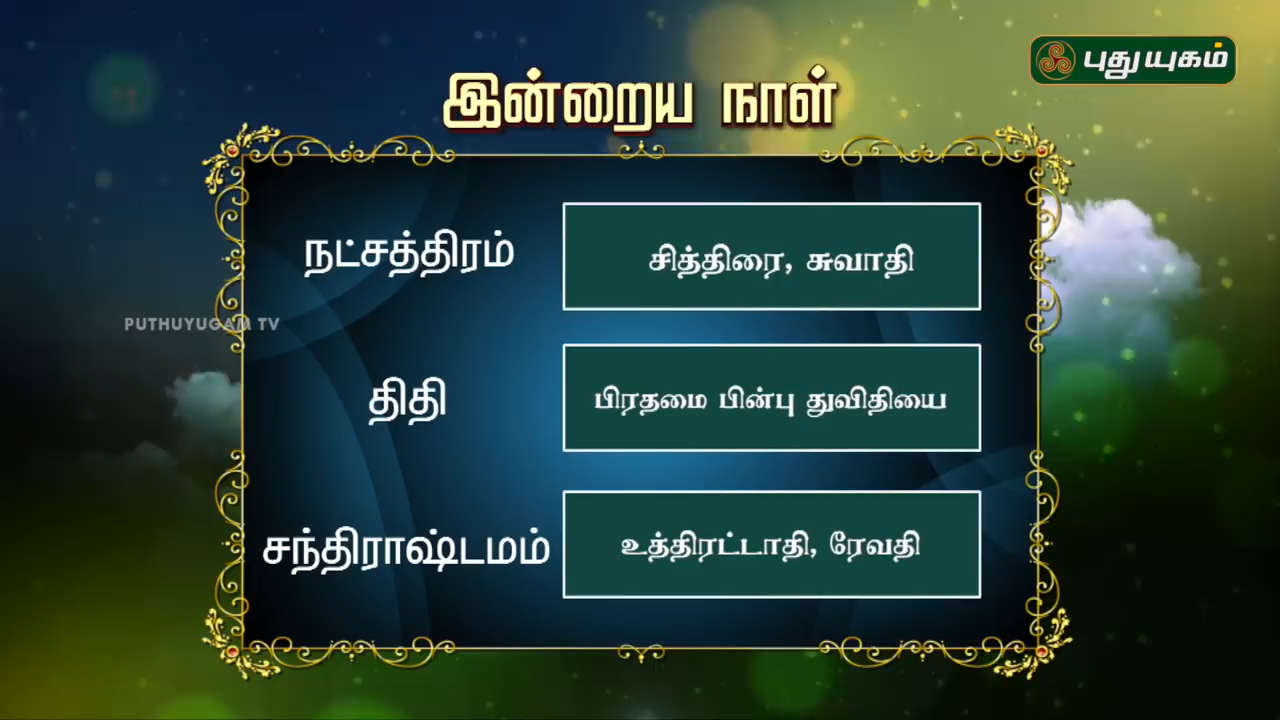 புதுயுகம்
இன்றைய நாள்
நட்சத்திரம்
சித்திரை, சுவாதி
PUTHUYUGAM TV
திதி
பிரதமை பின்பு துவிதியை
சந்திராஷ்டமம்
உத்திரட்டாதி, ரேவதி